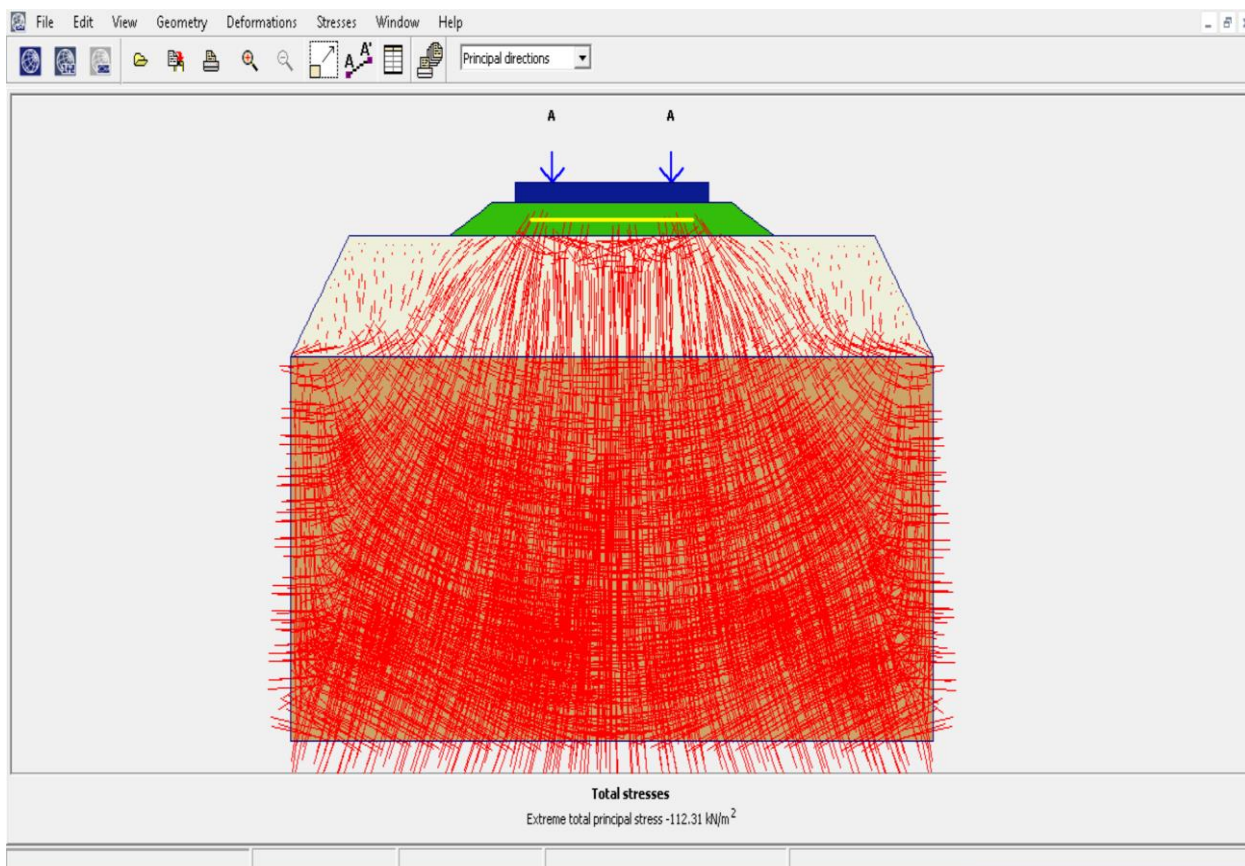 File Edit View Geometry Deformations Stresses Window Help
Principal directions
A A
Total stresses
Extreme total principal stress -112.31 kN/m²